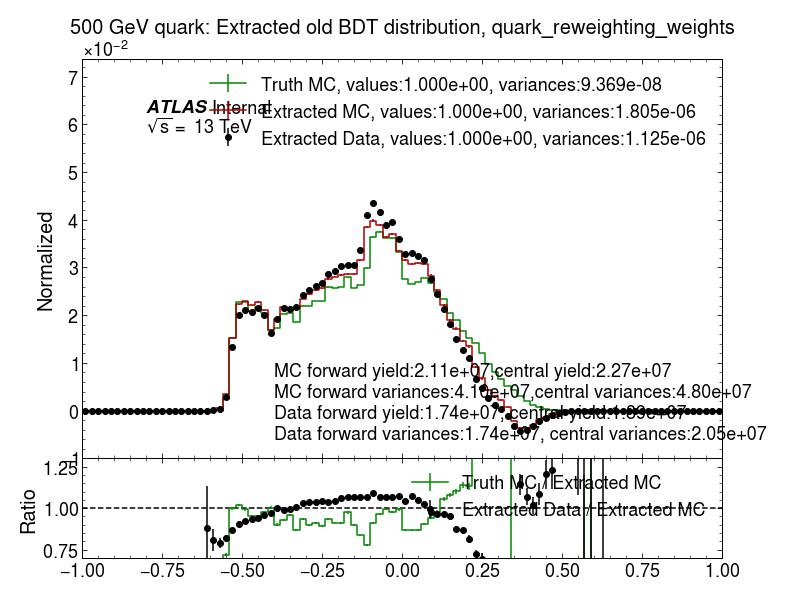 500 GeV quark: Extracted old BDT distribution, quark_reweighting_weights
×10⁻²
Truth MC, values:1.000e+00, variances:9.369e-08
ATLAS Internal
Extracted MC, values:1.000e+00, variances:1.805e-06
√s = 13 TeV
Extracted Data, values:1.000e+00, variances:1.125e-06
Normalized
7
6
5
4
3
2
1
0
MC forward yield:2.11e+07,central yield:2.27e+07
MC forward variances:4.10e+07,central variances:4.80e+07
Data forward yield:1.74e+07, central yield:
Data forward variances:1.74e+07, central variances:2.05e+07
Ratio
1.25
1.00
0.75
Truth MC / Extracted MC
Extracted Data / Extracted MC
−1.00 −0.75 −0.50 −0.25 0.00 0.25 0.50 0.75 1.00